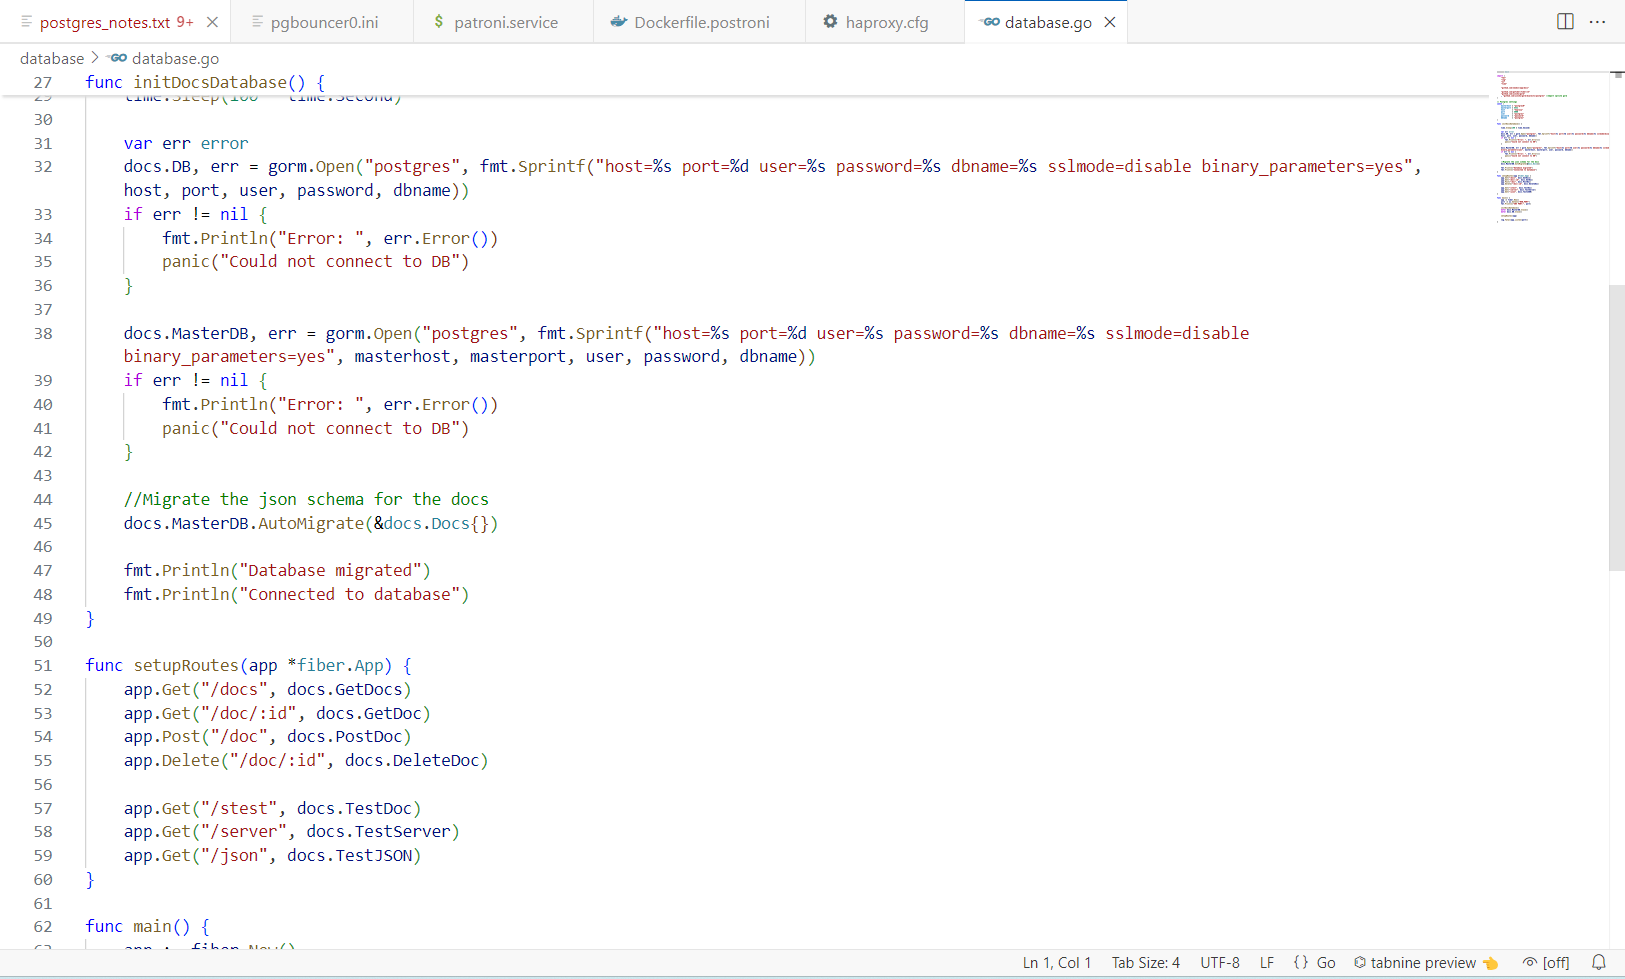 postgres_notes.txt 9+
pgbouncer0.ini
patroni.service
Dockerfile.postroni
haproxy.cfg
database.go
database > database.go
27 func initDocsDatabase() {
29 time.Sleep(100 * time.Second)
30
31 var err error
32 docs.DB, err = gorm.Open("postgres", fmt.Sprintf("host=%s port=%d user=%s password=%s dbname=%s sslmode=disable binary_parameters=yes",
host, port, user, password, dbname))
33 if err != nil {
34 fmt.Println("Error: ", err.Error())
35 panic("Could not connect to DB")
36 }
37
38 docs.MasterDB, err = gorm.Open("postgres", fmt.Sprintf("host=%s port=%d user=%s password=%s dbname=%s sslmode=disable
binary_parameters=yes", masterhost, masterport, user, password, dbname))
39 if err != nil {
40 fmt.Println("Error: ", err.Error())
41 panic("Could not connect to DB")
42 }
43
44 //Migrate the json schema for the docs
45 docs.MasterDB.AutoMigrate(&docs.Docs{})
46
47 fmt.Println("Database migrated")
48 fmt.Println("Connected to database")
49 }
50
51 func setupRoutes(app *fiber.App) {
52 app.Get("/docs", docs.GetDocs)
53 app.Get("/doc/:id", docs.GetDoc)
54 app.Post("/doc", docs.PostDoc)
55 app.Delete("/doc/:id", docs.DeleteDoc)
56
57 app.Get("/stest", docs.TestDoc)
58 app.Get("/server", docs.TestServer)
59 app.Get("/json", docs.TestJSON)
60 }
61
62 func main() {
63 app := fiber.New()
Ln 1, Col 1 Tab Size: 4 UTF-8 LF {} Go tabnine preview 👈 [off]